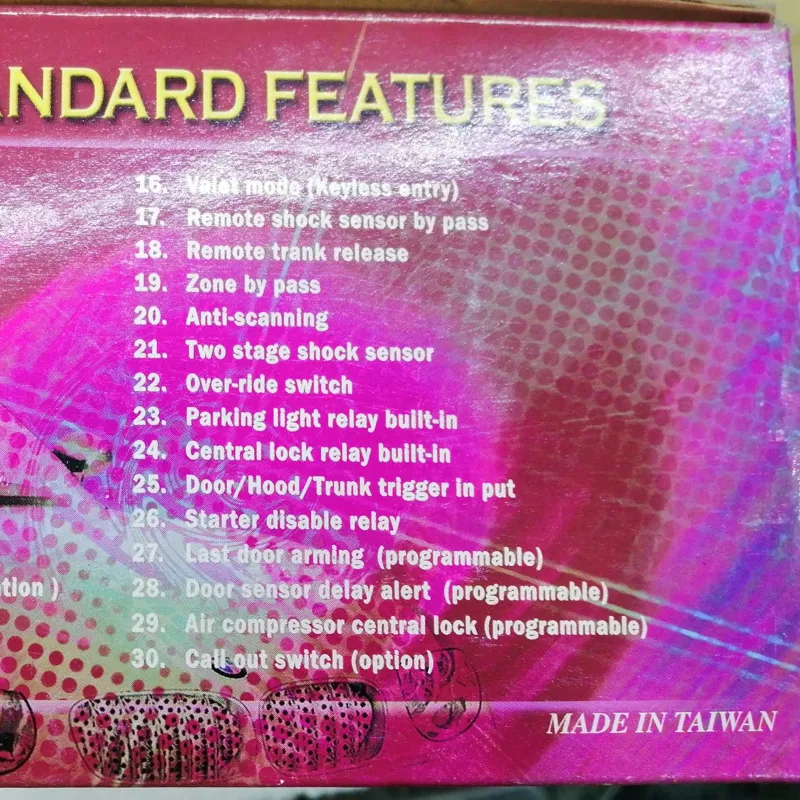 ANDARD FEATURES
16. Valet mode (Keyless entry)
17. Remote shock sensor by pass
18. Remote trank release
19. Zone by pass
20. Anti-scanning
21. Two stage shock sensor
22. Over-ride switch
23. Parking light relay built-in
24. Central lock relay built-in
25. Door/Hood/Trunk trigger in put
26. Starter disable relay
27. Last door arming (programmable)
tion )
28. Door sensor delay alert (programmable)
29. Air compressor central lock (programmable)
30. Call out switch (option)
MADE IN TAIWAN